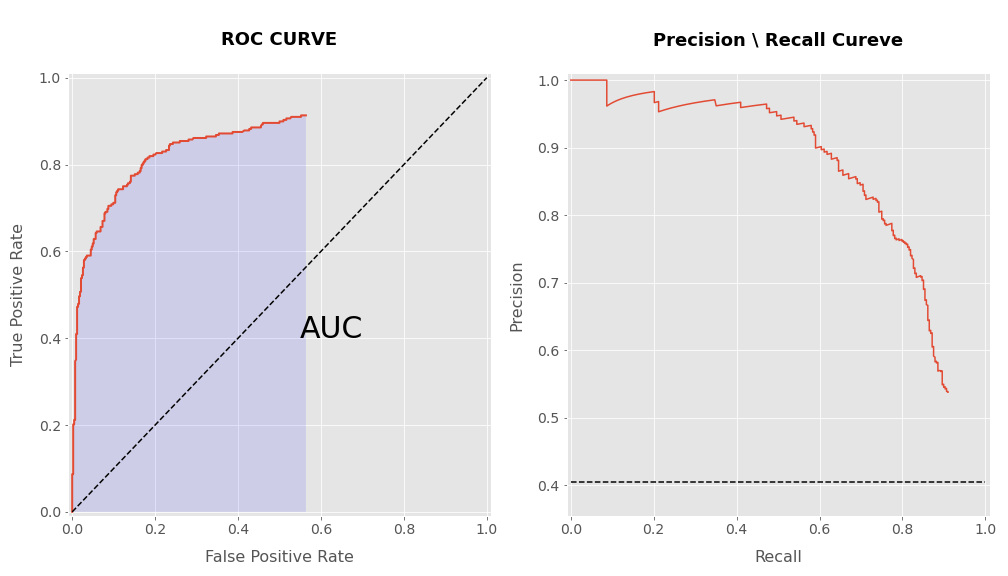 ROC CURVE
1.0
0.8
0.6
0.4
0.2
0.0
True Positive Rate
AUC
0.0 0.2 0.4 0.6 0.8 1.0
False Positive Rate
Precision \ Recall Cureve
1.0
0.9
0.8
0.7
0.6
0.5
0.4
Precision
0.0 0.2 0.4 0.6 0.8 1.0
Recall